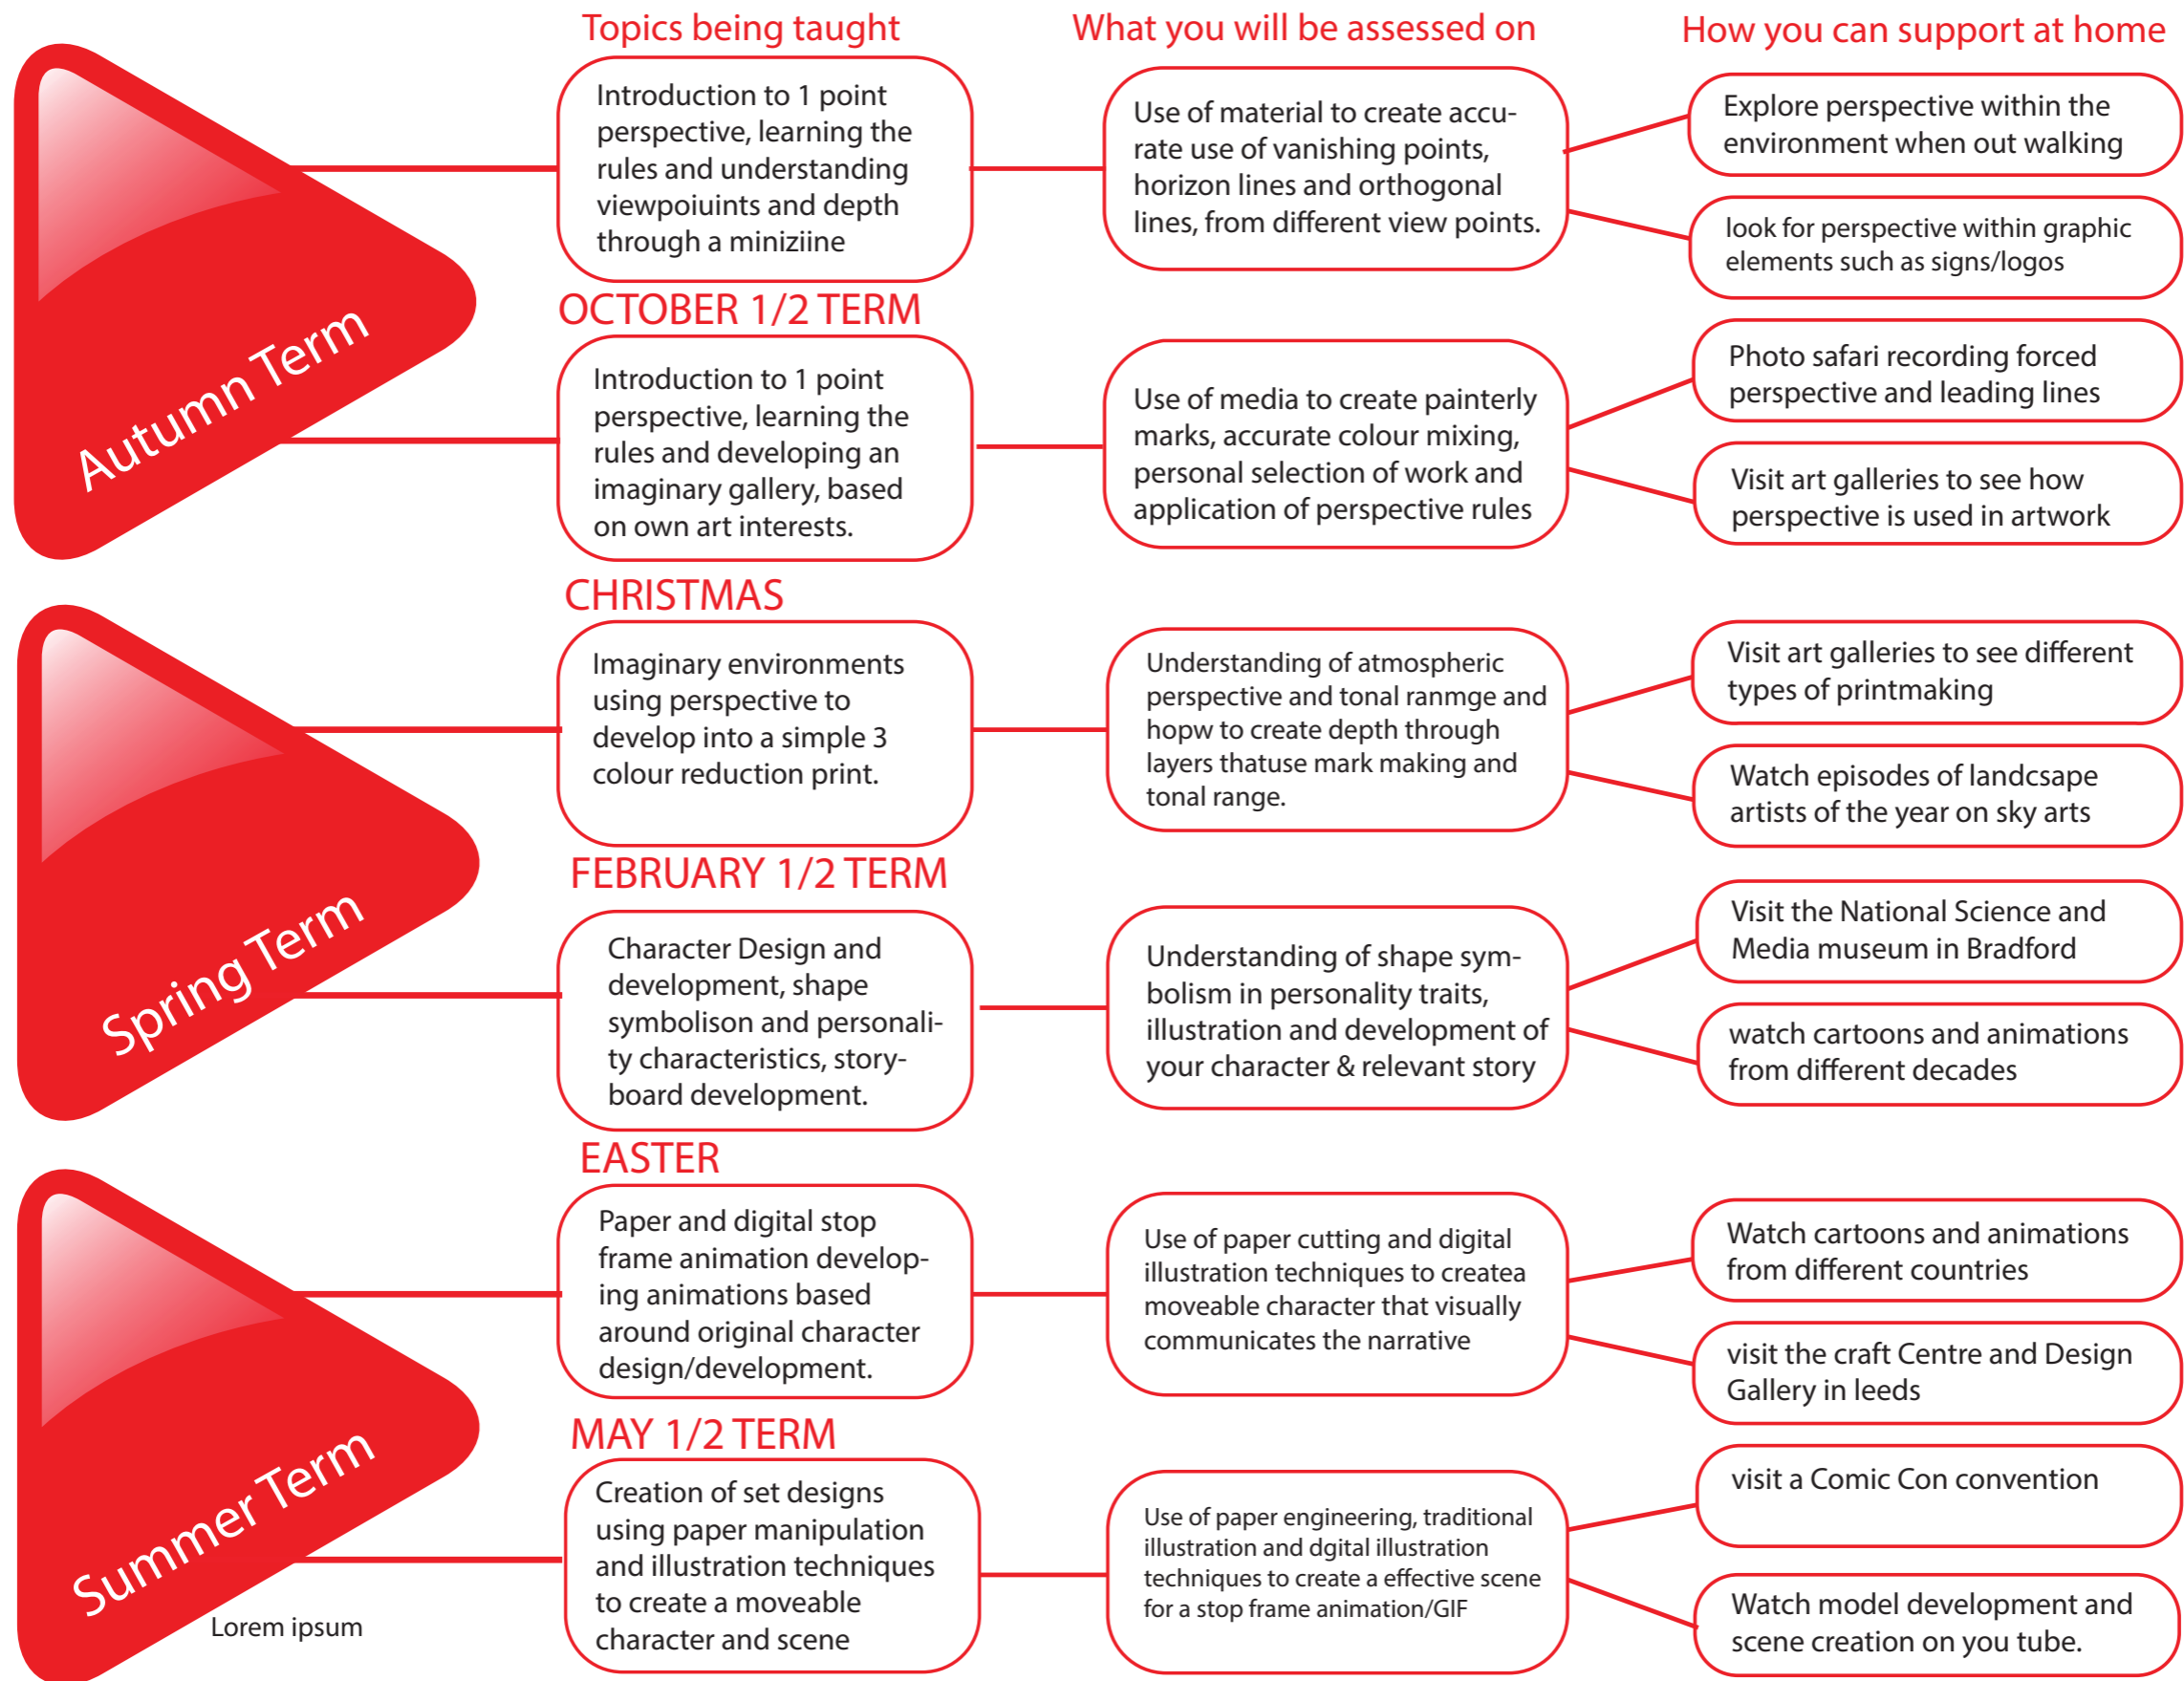 Topics being taught
What you will be assessed on
How you can support at home
Autumn Term
Introduction to 1 point
perspective, learning the
rules and understanding
viewpoiuints and depth
through a miniziine
Use of material to create accu-
rate use of vanishing points,
horizon lines and orthogonal
lines, from different view points.
Explore perspective within the
environment when out walking
look for perspective within graphic
elements such as signs/logos
OCTOBER 1/2 TERM
Introduction to 1 point
perspective, learning the
rules and developing an
imaginary gallery, based
on own art interests.
Use of media to create painterly
marks, accurate colour mixing,
personal selection of work and
application of perspective rules
Photo safari recording forced
perspective and leading lines
Visit art galleries to see how
perspective is used in artwork
CHRISTMAS
Spring Term
Imaginary environments
using perspective to
develop into a simple 3
colour reduction print.
Understanding of atmospheric
perspective and tonal ranmge and
hopw to create depth through
layers thatuse mark making and
tonal range.
Visit art galleries to see different
types of printmaking
Watch episodes of landcsape
artists of the year on sky arts
FEBRUARY 1/2 TERM
Character Design and
development, shape
symbolison and personali-
ty characteristics, story-
board development.
Understanding of shape sym-
bolism in personality traits,
illustration and development of
your character & relevant story
Visit the National Science and
Media museum in Bradford
watch cartoons and animations
from different decades
EASTER
Summer Term
Paper and digital stop
frame animation develop-
ing animations based
around original character
design/development.
Use of paper cutting and digital
illustration techniques to createa
moveable character that visually
communicates the narrative
Watch cartoons and animations
from different countries
visit the craft Centre and Design
Gallery in leeds
MAY 1/2 TERM
Creation of set designs
using paper manipulation
and illustration techniques
to create a moveable
character and scene
Use of paper engineering, traditional
illustration and dgital illustration
techniques to create a effective scene
for a stop frame animation/GIF
visit a Comic Con convention
Watch model development and
scene creation on you tube.
Lorem ipsum